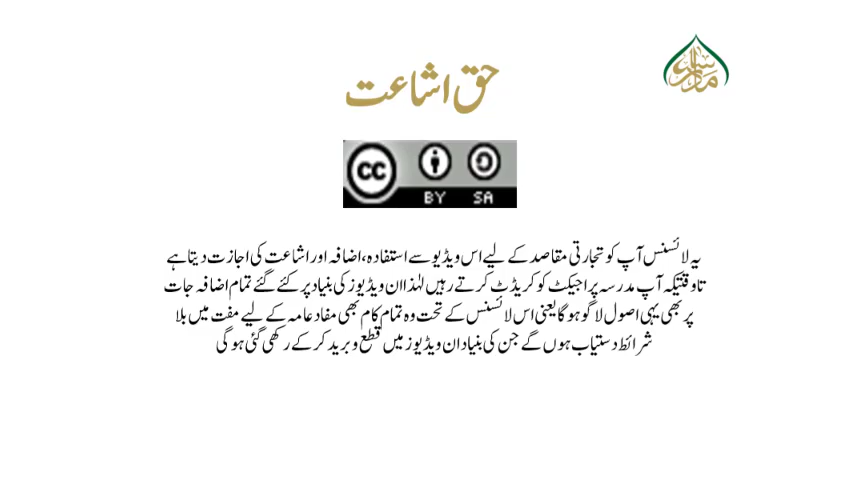 حق اشاعت
مدرسہ
cc
BY SA
یہ لائسنس آپ کو تجارتی مقاصد کے لیے اس ویڈیو سے استفادہ، اضافہ اور اشاعت کی اجازت دیتا ہے
تاوقتیکہ آپ مدرسہ پراجیکٹ کو کریڈٹ کرتے رہیں لہٰذا ان ویڈیوز کی بنیاد پر کئے گئے تمام اضافہ جات
پر بھی یہی اصول لاگو ہو گا یعنی اس لائسنس کے تحت وہ تمام کام بھی مفاد عامہ کے لیے مفت میں بلا
شرائط دستیاب ہوں گے جن کی بنیاد ان ویڈیوز میں قطع و برید کر کے رکھی گئی ہو گی